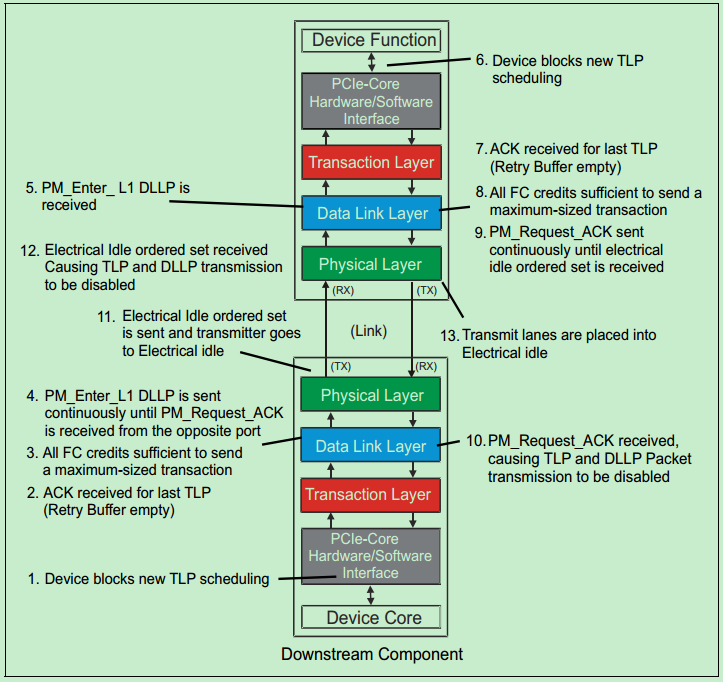 Device Function
6. Device blocks new TLP
scheduling
PCIe-Core
Hardware/Software
Interface
7. ACK received for last TLP
(Retry Buffer empty)
Transaction Layer
5. PM_Enter_ L1 DLLP is
received
8. All FC credits sufficient to send a
maximum-sized transaction
Data Link Layer
9. PM_Request_ACK sent
continuously until electrical
idle ordered set is received
12. Electrical Idle ordered set received
Causing TLP and DLLP transmission
to be disabled
Physical Layer
(RX)
(TX)
11. Electrical Idle ordered set
is sent and transmitter goes
to Electrical idle
(Link)
13. Transmit lanes are placed into
Electrical idle
(TX)
(RX)
4. PM_Enter_L1 DLLP is sent
continuously until PM_Request_ACK
is received from the opposite port
Physical Layer
3. All FC credits sufficient to send
a maximum-sized transaction
Data Link Layer
10. PM_Request_ACK received,
causing TLP and DLLP Packet
transmission to be disabled
2. ACK received for last TLP
(Retry Buffer empty)
Transaction Layer
PCIe-Core
Hardware/Software
Interface
1. Device blocks new TLP scheduling
Device Core
Downstream Component